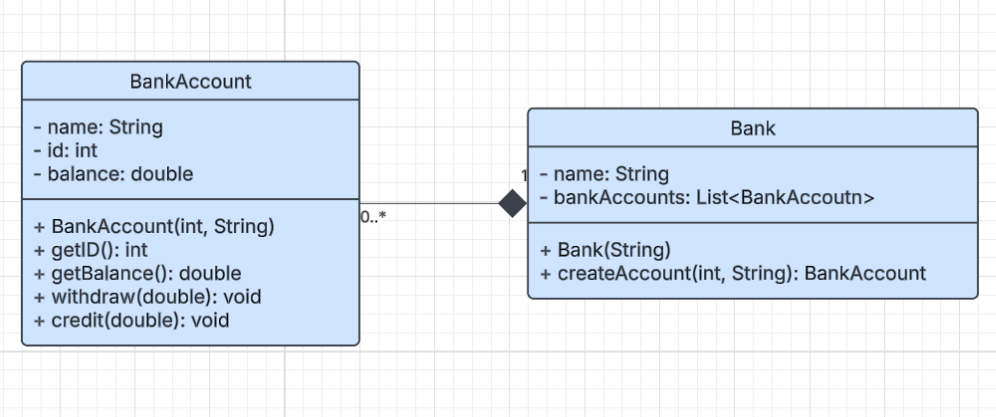 BankAccount
- name: String
- id: int
- balance: double
+ BankAccount(int, String)
+ getID(): int
+ getBalance(): double
+ withdraw(double): void
+ credit(double): void
0..*
1
Bank
- name: String
- bankAccounts: List<BankAccoutn>
+ Bank(String)
+ createAccount(int, String): BankAccount